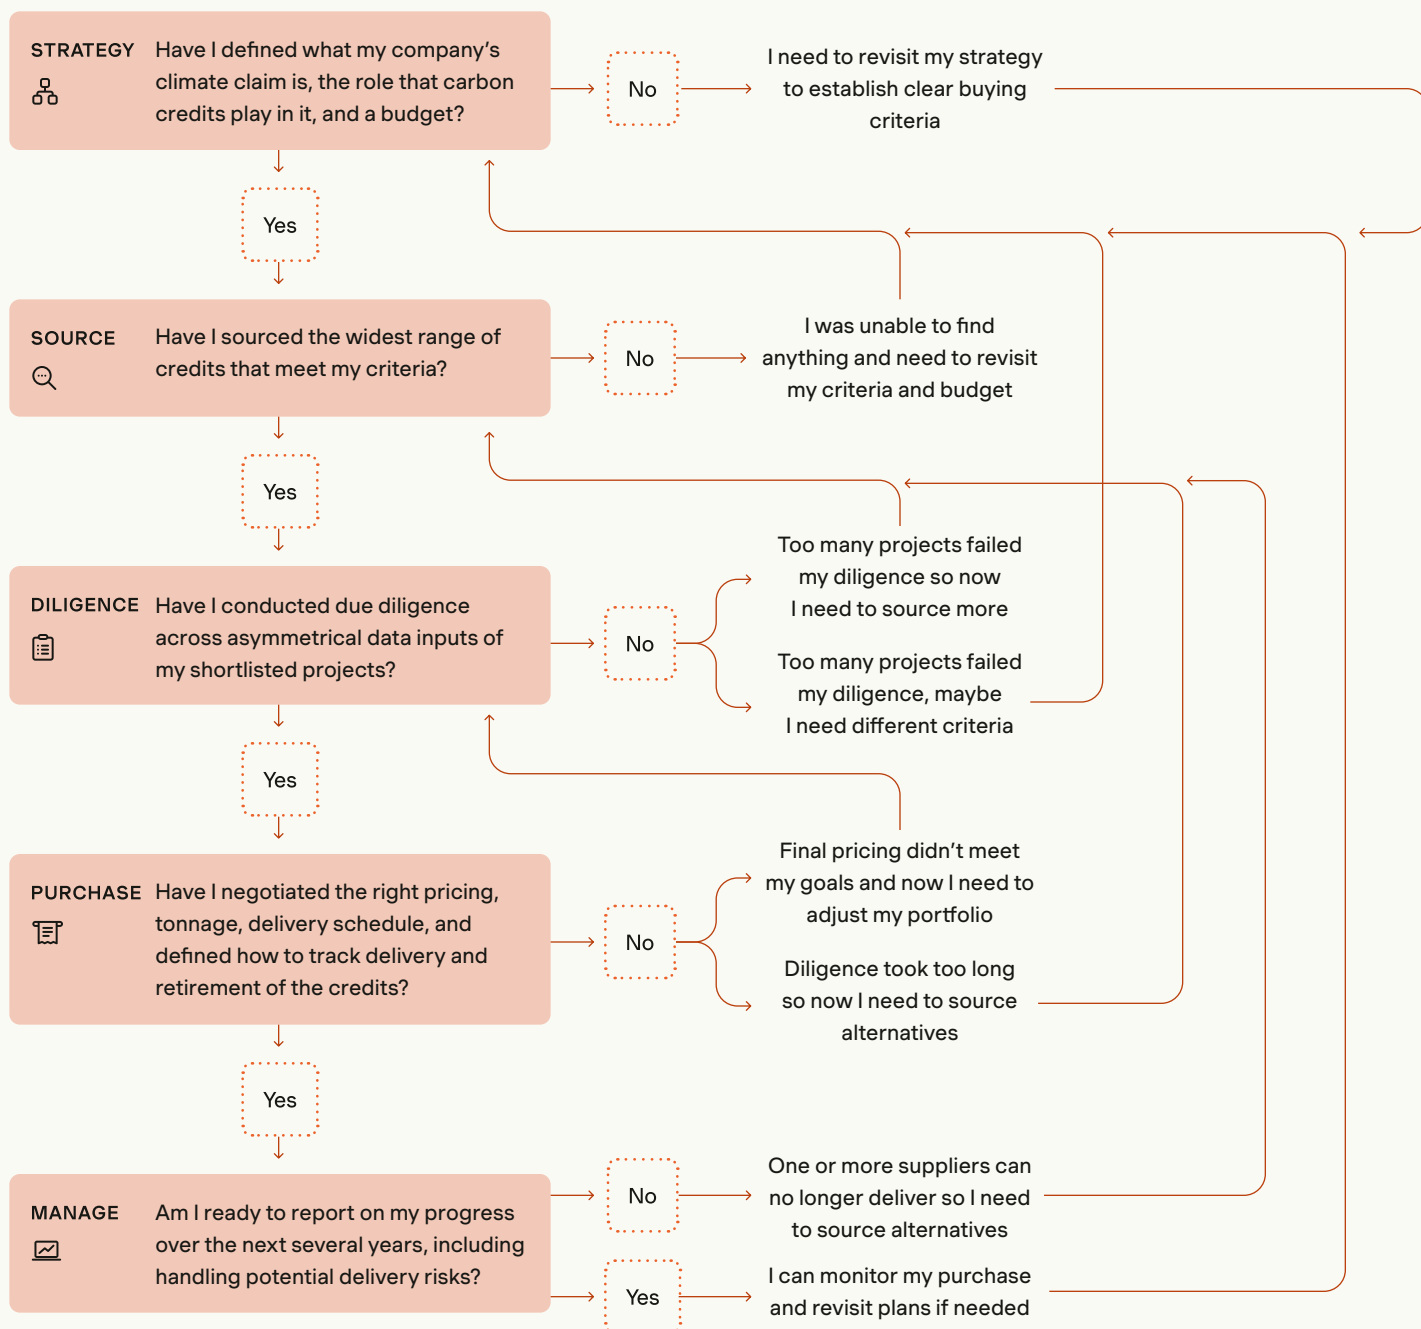 STRATEGY
Have I defined what my company’s
climate claim is, the role that carbon
credits play in it, and a budget?
No
I need to revisit my strategy
to establish clear buying
criteria
Yes
SOURCE
Have I sourced the widest range of
credits that meet my criteria?
No
I was unable to find
anything and need to revisit
my criteria and budget
Yes
DILIGENCE
Have I conducted due diligence
across asymmetrical data inputs of
my shortlisted projects?
No
Too many projects failed
my diligence so now
I need to source more
Too many projects failed
my diligence, maybe
I need different criteria
Yes
PURCHASE
Have I negotiated the right pricing,
tonnage, delivery schedule, and
defined how to track delivery and
retirement of the credits?
No
Final pricing didn’t meet
my goals and now I need to
adjust my portfolio
Diligence took too long
so now I need to source
alternatives
Yes
MANAGE
Am I ready to report on my progress
over the next several years, including
handling potential delivery risks?
No
One or more suppliers can
no longer deliver so I need
to source alternatives
Yes
I can monitor my purchase
and revisit plans if needed